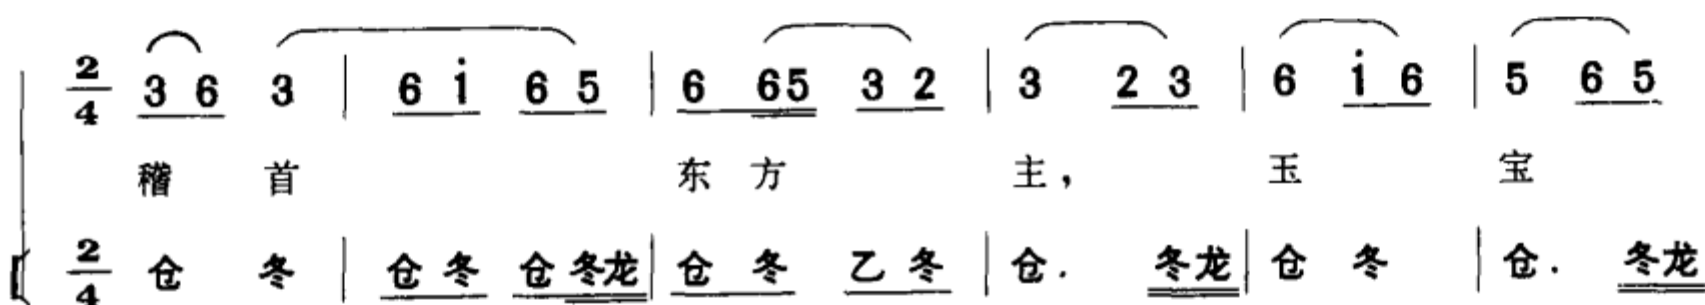 2/4 3 6 3 | 6 i 6 5 | 6 65 3 2 | 3 2 3 | 6 i 6 | 5 6 5
稽 首 东 方 主， 玉 宝
2/4 仓 冬 | 仓 冬 仓 冬龙 | 仓 冬 乙 冬 | 仓. 冬龙 | 仓 冬 | 仓. 冬龙